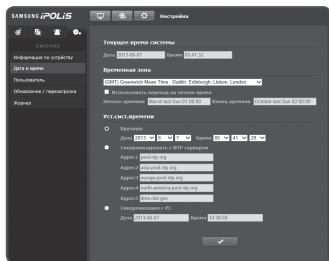 SAMSUNG iPOLiS
Настройка
Система
Информация по устройству
Дата и время
Пользователь
Обновление / перезагрузка
Журнал
Текущее время системы
Дата 2013-06-07 Время 05:41:32
Временная зона
(GMT) Greenwich Mean Time : Dublin, Edinburgh, Lisbon, London
Использовать переход на летнее время
Начало времени March last Sun 01:00:00 Конец времени October last Sun 02:00:00
Уст.сист.времени
Вручную
Дата 2013 6 7 Время 05 41 29
Синхронизировать с NTP сервером
Адрес1 pool.ntp.org
Адрес2 asia.pool.ntp.org
Адрес3 europe.pool.ntp.org
Адрес4 north-america.pool.ntp.org
Адрес5 time.nist.gov
Синхронизация с PC
Дата 2013-06-07 Время 14:38:59